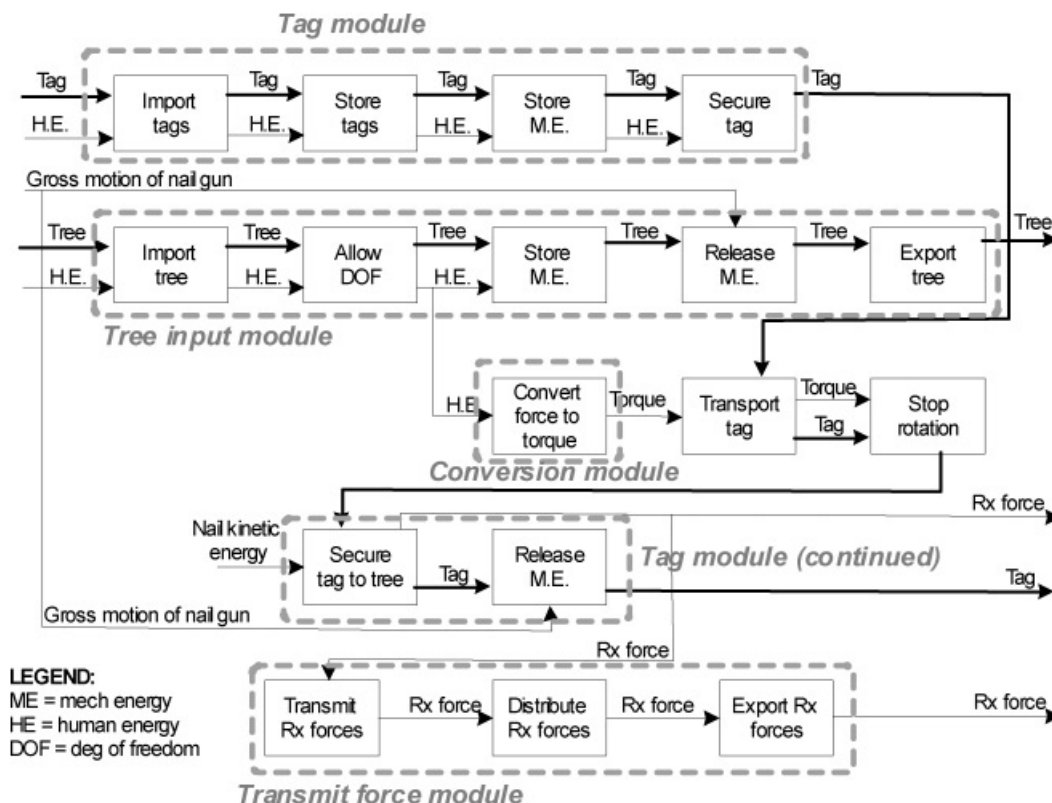 Tag module
Tag
Tag
Tag
Tag
Tag
H.E.
H.E.
H.E.
H.E.
Import
tags
Store
tags
Store
M.E.
Secure
tag
Gross motion of nail gun
Tree
Tree
Tree
Tree
Tree
Tree
H.E.
H.E.
H.E.
Import
tree
Allow
DOF
Store
M.E.
Release
M.E.
Export
tree
Tree input module
H.E
Convert
force to
torque
Torque
Transport
tag
Torque
Tag
Stop
rotation
Conversion module
Nail kinetic
energy
Secure
tag to tree
Tag
Release
M.E.
Rx force
Tag module (continued)
Tag
Gross motion of nail gun
Rx force
LEGEND:
ME = mech energy
HE = human energy
DOF = deg of freedom
Transmit
Rx forces
Rx force
Distribute
Rx forces
Rx force
Export Rx
forces
Rx force
Transmit force module